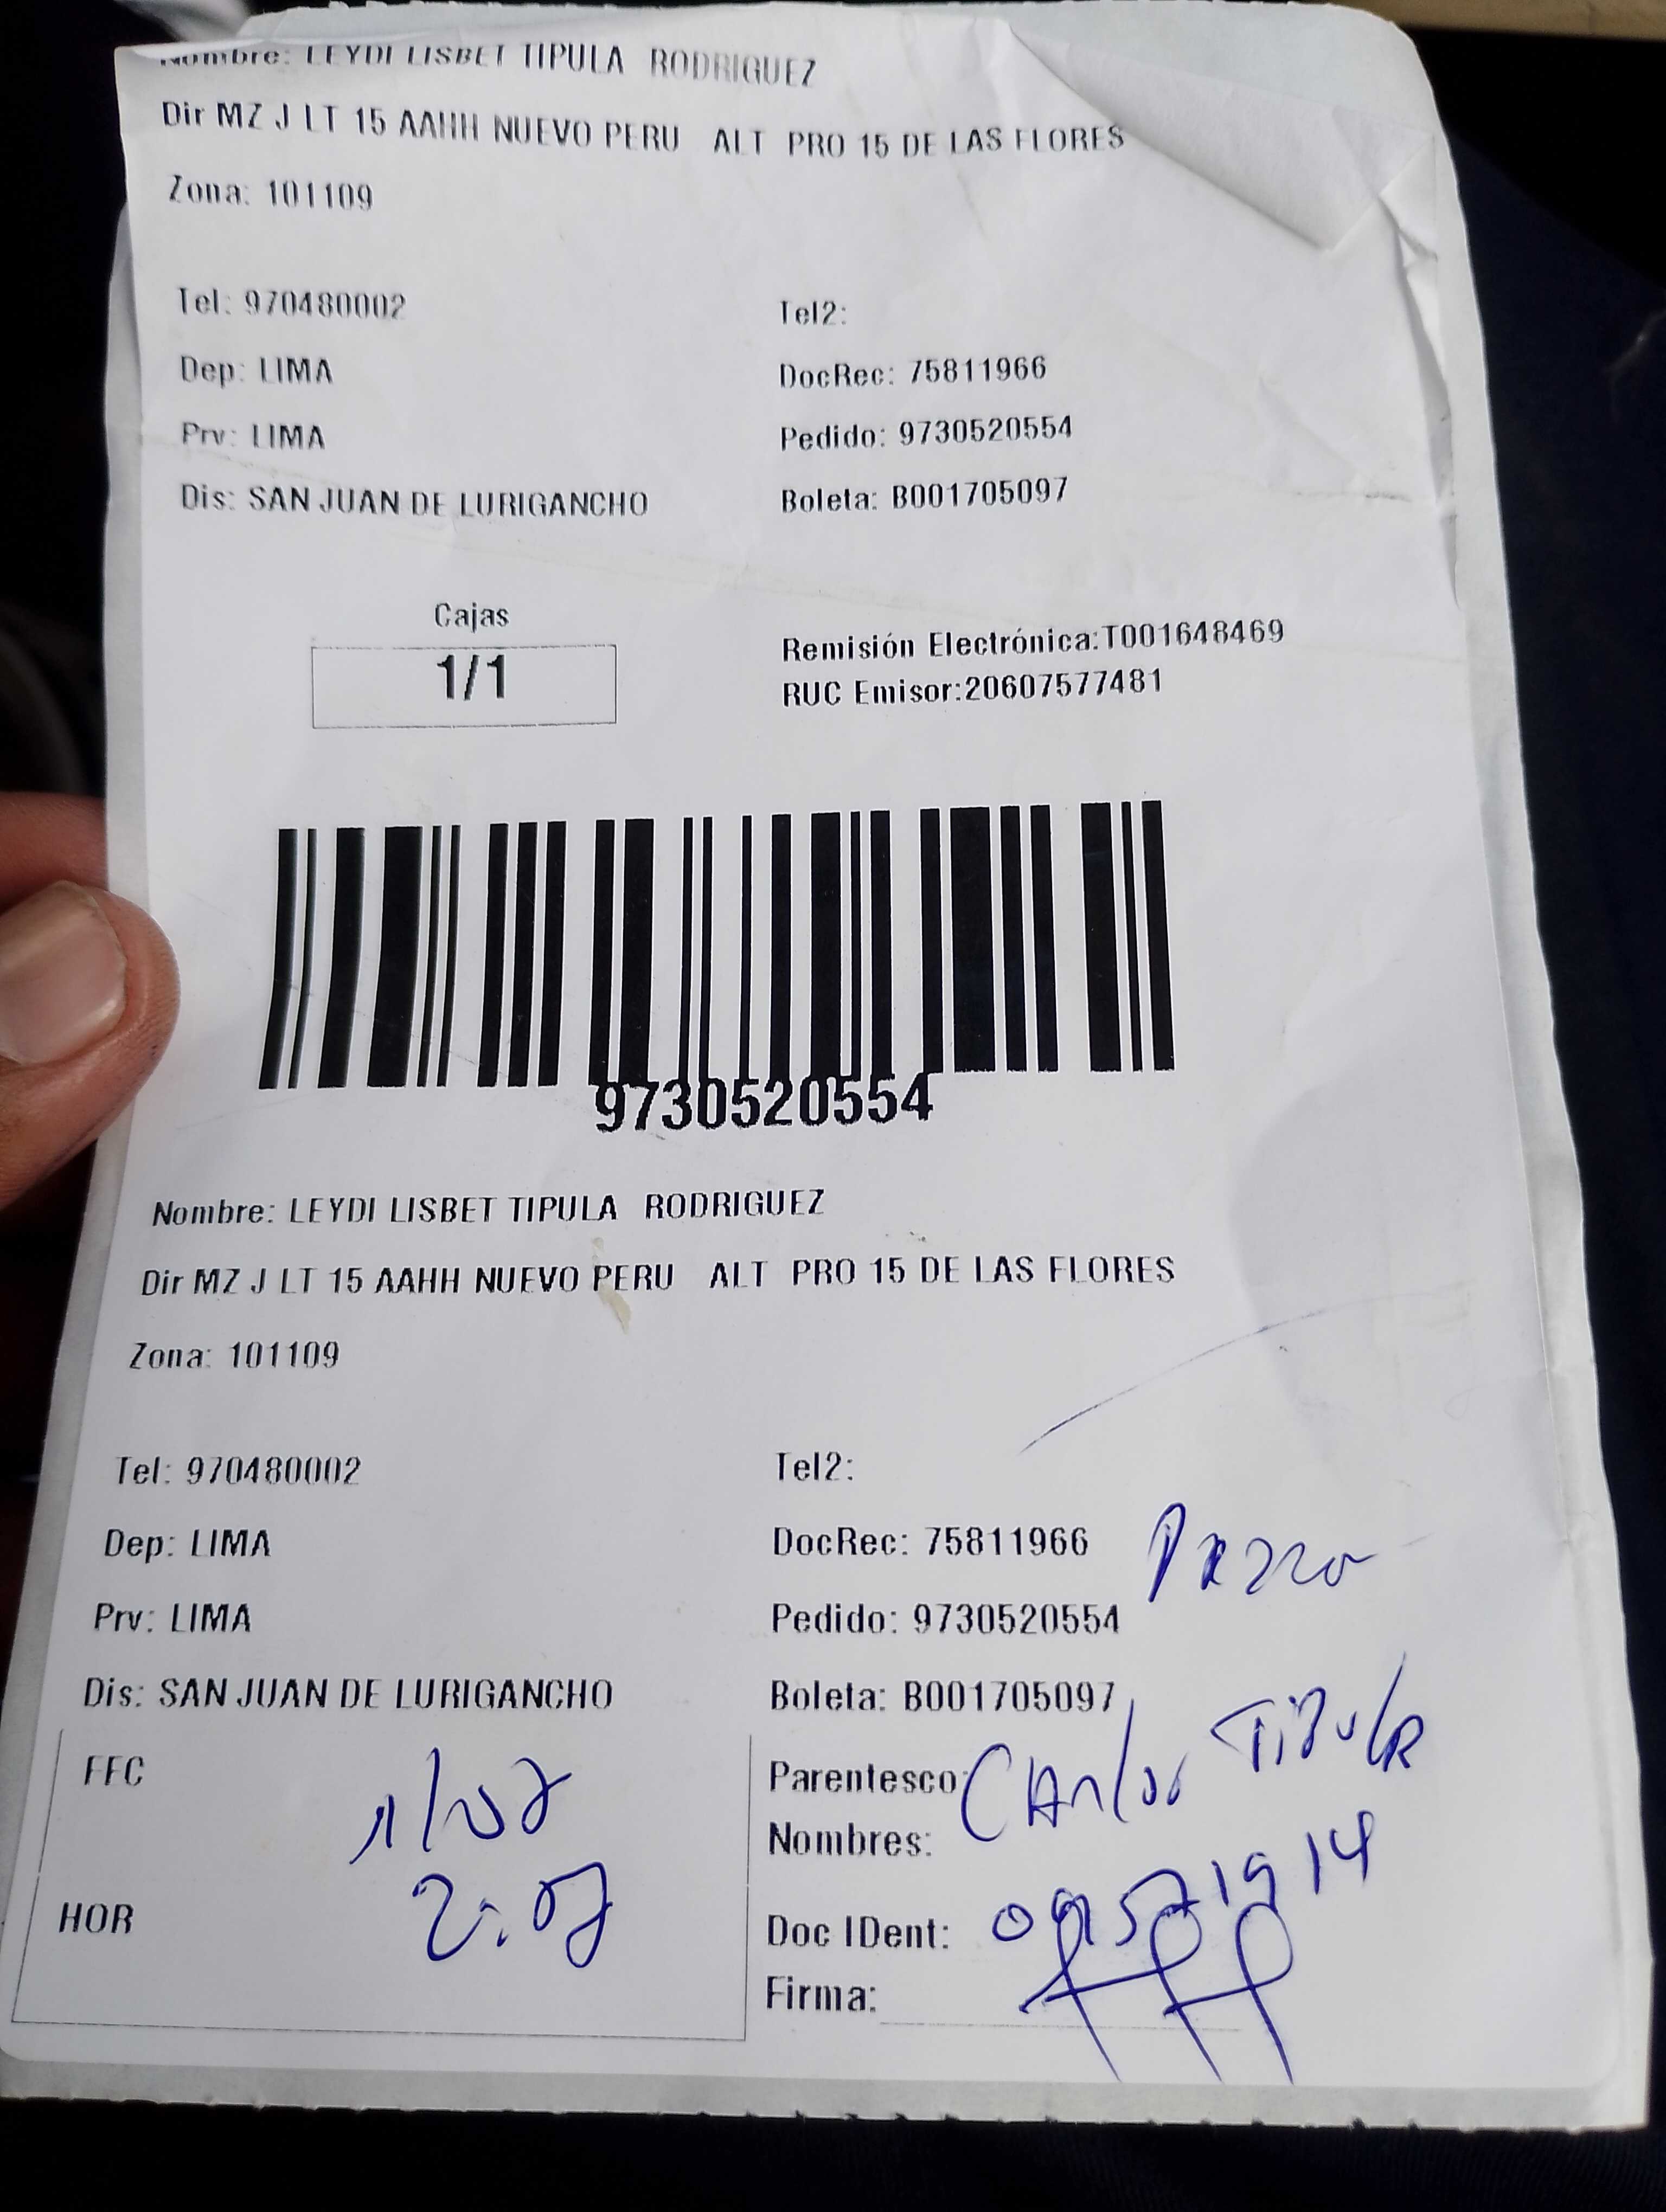 Nombre: LEYDI LISBET TIPULA RODRIGUEZ
Dir MZ J LT 15 AAHH NUEVO PERU ALT PRO 15 DE LAS FLORES
Zona: 101109
Tel: 970480002 Tel2:
Dep: LIMA DocRec: 75811966
Prv: LIMA Pedido: 9730520554
Dis: SAN JUAN DE LURIGANCHO Boleta: B001705097
Cajas
1/1
Remisión Electrónica:T001648469
RUC Emisor:20607577481
9730520554
Nombre: LEYDI LISBET TIPULA RODRIGUEZ
Dir MZ J LT 15 AAHH NUEVO PERU ALT PRO 15 DE LAS FLORES
Zona: 101109
Tel: 970480002 Tel2:
Dep: LIMA DocRec: 75811966
Prv: LIMA Pedido: 9730520554
Dis: SAN JUAN DE LURIGANCHO Boleta: B001705097
FFC
Parentesco: Carlos Tipula
Nombres:
HOR
Doc IDent:
Firma: